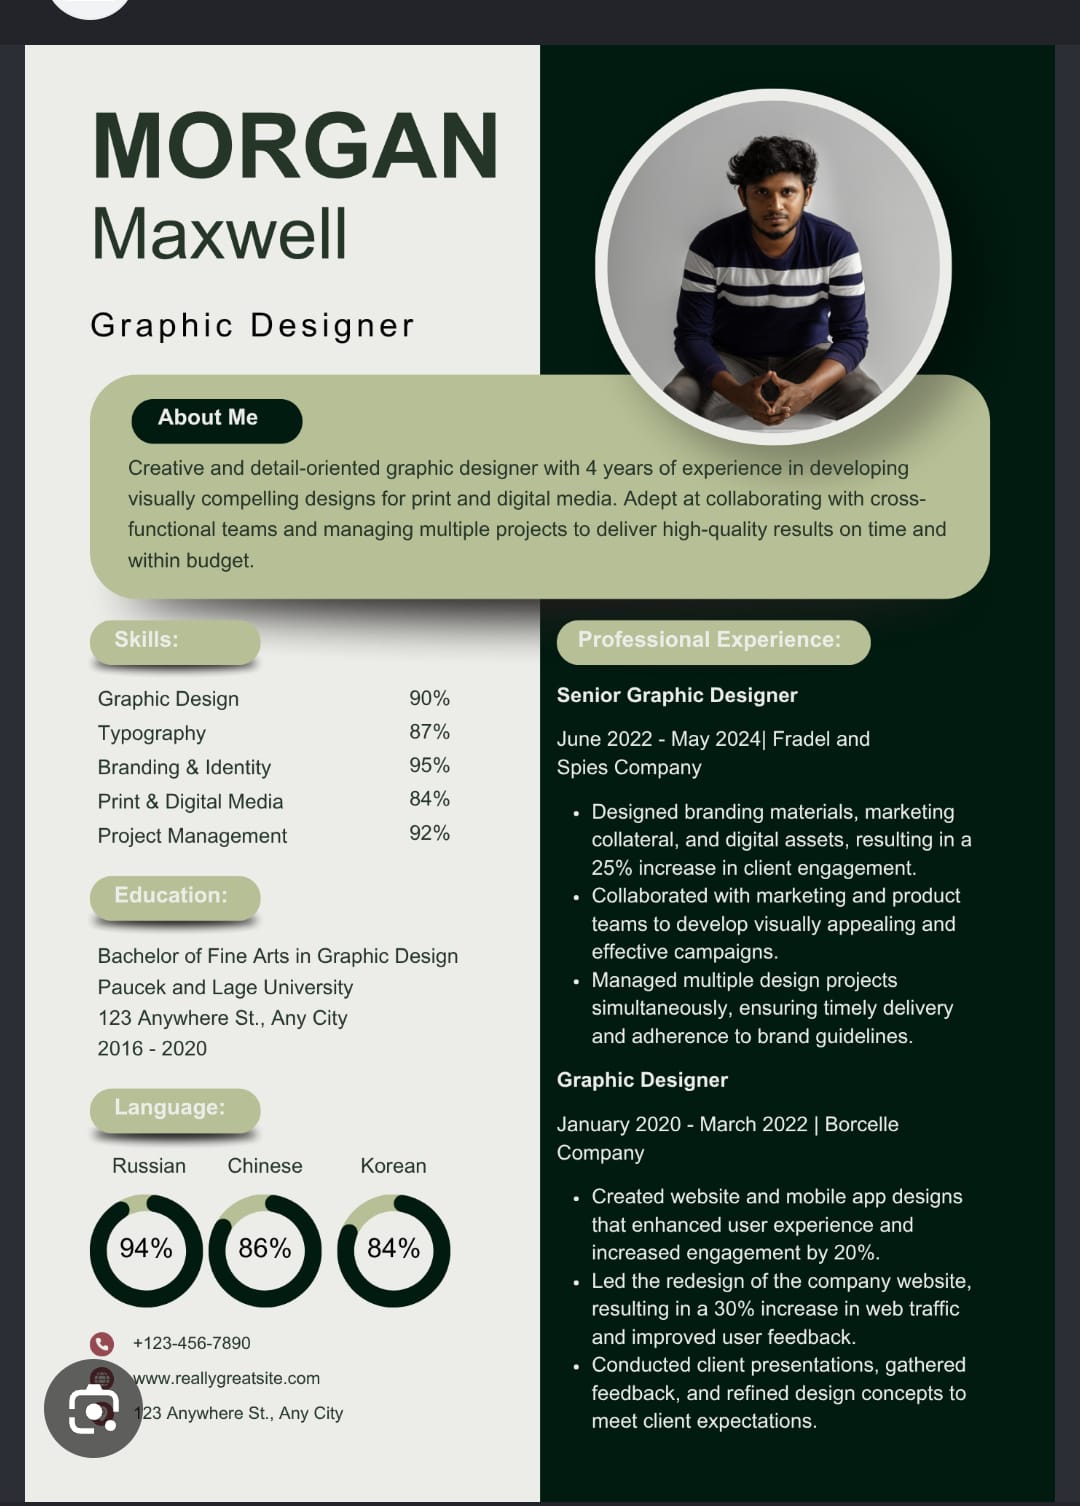 MORGAN
Maxwell
Graphic Designer
About Me
Creative and detail-oriented graphic designer with 4 years of experience in developing
visually compelling designs for print and digital media. Adept at collaborating with cross-
functional teams and managing multiple projects to deliver high-quality results on time and
within budget.
Skills:
Graphic Design 90%
Typography 87%
Branding & Identity 95%
Print & Digital Media 84%
Project Management 92%
Education:
Bachelor of Fine Arts in Graphic Design
Paucek and Lage University
123 Anywhere St., Any City
2016 - 2020
Language:
Russian Chinese Korean
94% 86% 84%
+123-456-7890
www.reallygreatsite.com
123 Anywhere St., Any City
Professional Experience:
Senior Graphic Designer
June 2022 - May 2024| Fradel and
Spies Company
• Designed branding materials, marketing
collateral, and digital assets, resulting in a
25% increase in client engagement.
• Collaborated with marketing and product
teams to develop visually appealing and
effective campaigns.
• Managed multiple design projects
simultaneously, ensuring timely delivery
and adherence to brand guidelines.
Graphic Designer
January 2020 - March 2022 | Borcelle
Company
• Created website and mobile app designs
that enhanced user experience and
increased engagement by 20%.
• Led the redesign of the company website,
resulting in a 30% increase in web traffic
and improved user feedback.
• Conducted client presentations, gathered
feedback, and refined design concepts to
meet client expectations.